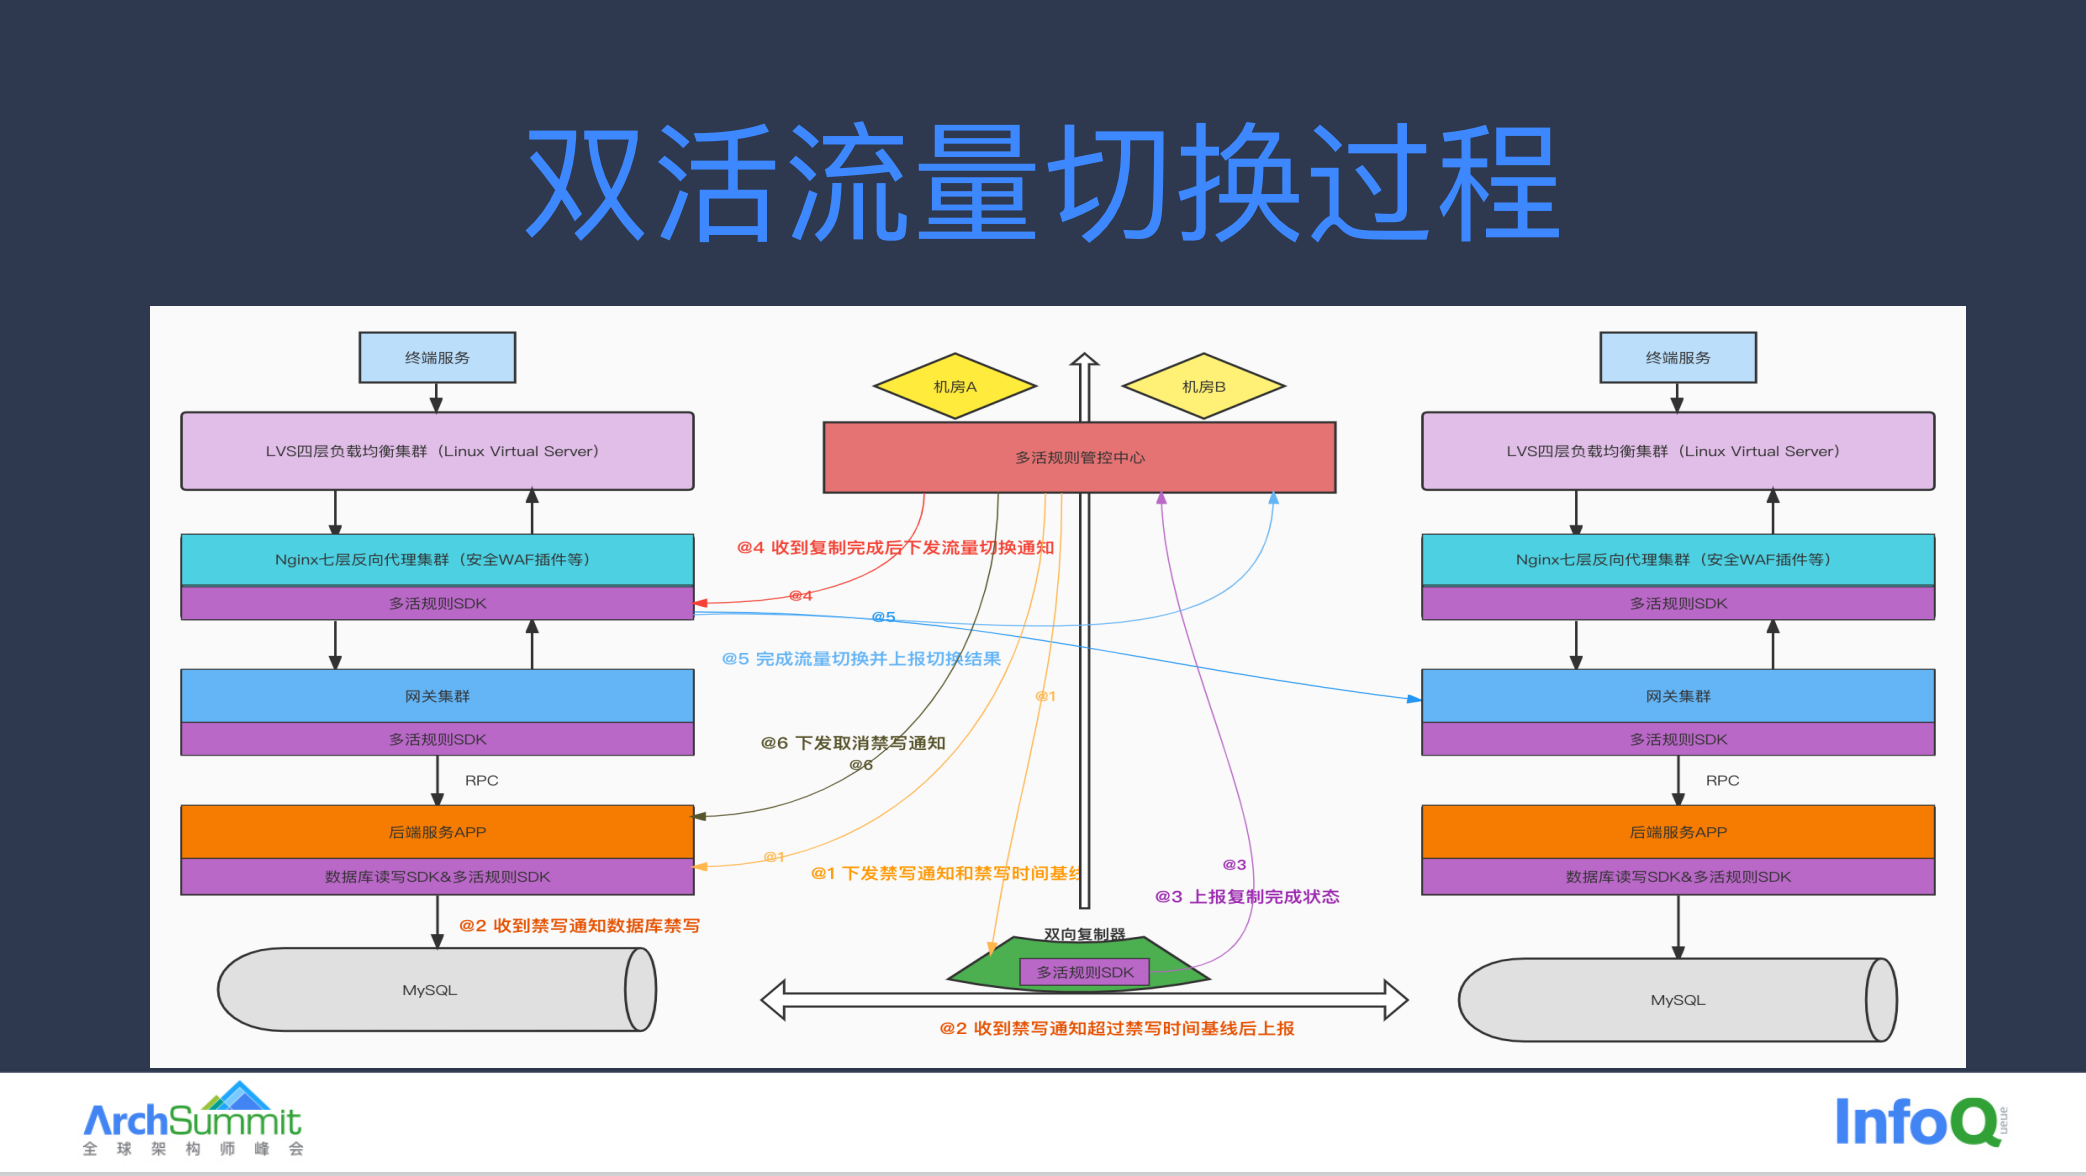 双活流量切换过程
终端服务
LVS四层负载均衡集群（Linux Virtual Server）
Nginx七层反向代理集群（安全WAF插件等）
多活规则SDK
网关集群
多活规则SDK
RPC
后端服务APP
数据库读写SDK&多活规则SDK
@2 收到禁写通知数据库禁写
MySQL
机房A
机房B
多活规则管控中心
@4 收到复制完成后下发流量切换通知
@4
@5
@5 完成流量切换并上报切换结果
@1
@6 下发取消禁写通知
@6
@1
@1 下发禁写通知和禁写时间基线
@3
@3 上报复制完成状态
双向复制器
多活规则SDK
@2 收到禁写通知超过禁写时间基线后上报
终端服务
LVS四层负载均衡集群（Linux Virtual Server）
Nginx七层反向代理集群（安全WAF插件等）
多活规则SDK
网关集群
多活规则SDK
RPC
后端服务APP
数据库读写SDK&多活规则SDK
MySQL
ArchSummit
全球架构师峰会
InfoQueue